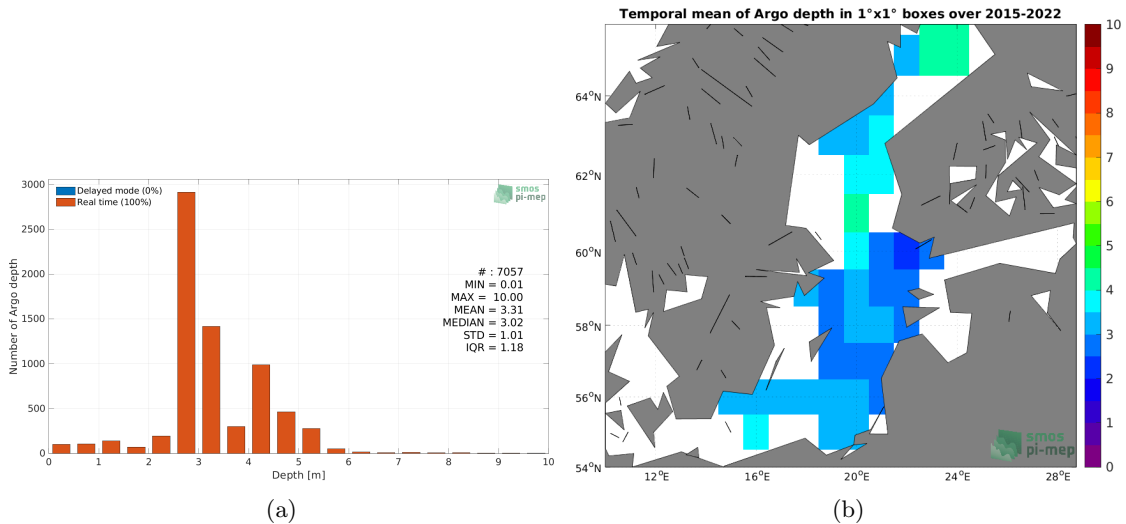 Delayed mode (0%)
Real time (100%)
smos
pi-mep
# : 7057
MIN = 0.01
MAX = 10.00
MEAN = 3.31
MEDIAN = 3.02
STD = 1.01
IQR = 1.18
3000
2500
2000
1500
1000
500
0
Number of Argo depth
0 1 2 3 4 5 6 7 8 9 10
Depth [m]
(a)
Temporal mean of Argo depth in 1°x1° boxes over 2015-2022
64°N
62°N
60°N
58°N
56°N
54°N
12°E 16°E 20°E 24°E 28°E
smos
pi-mep
10
9
8
7
6
5
4
3
2
1
0
(b)